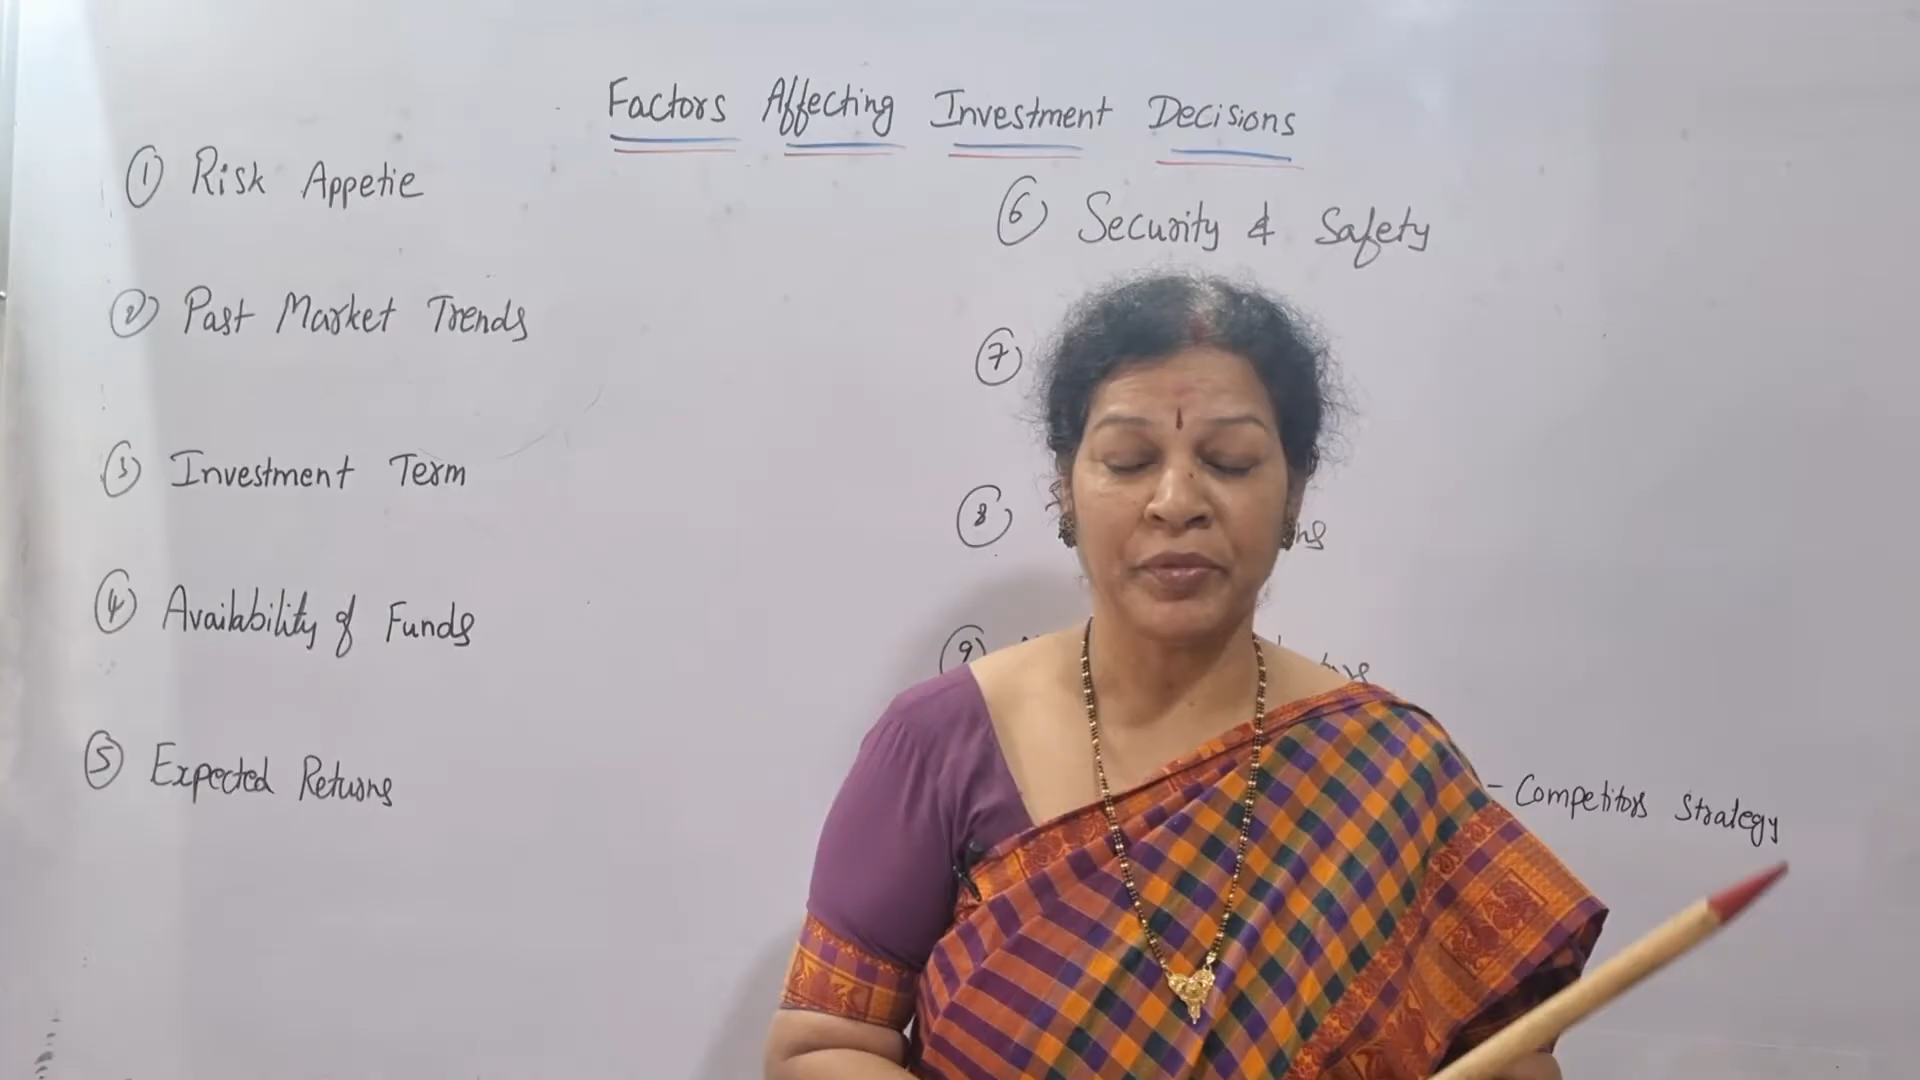 Factors Affecting Investment Decisions
① Risk Appetie
② Past Market Trends
③ Investment Term
④ Availability of Funds
⑤ Expected Returns
⑥ Security & Safety
⑦
⑧
⑨
- Competitors Strategy